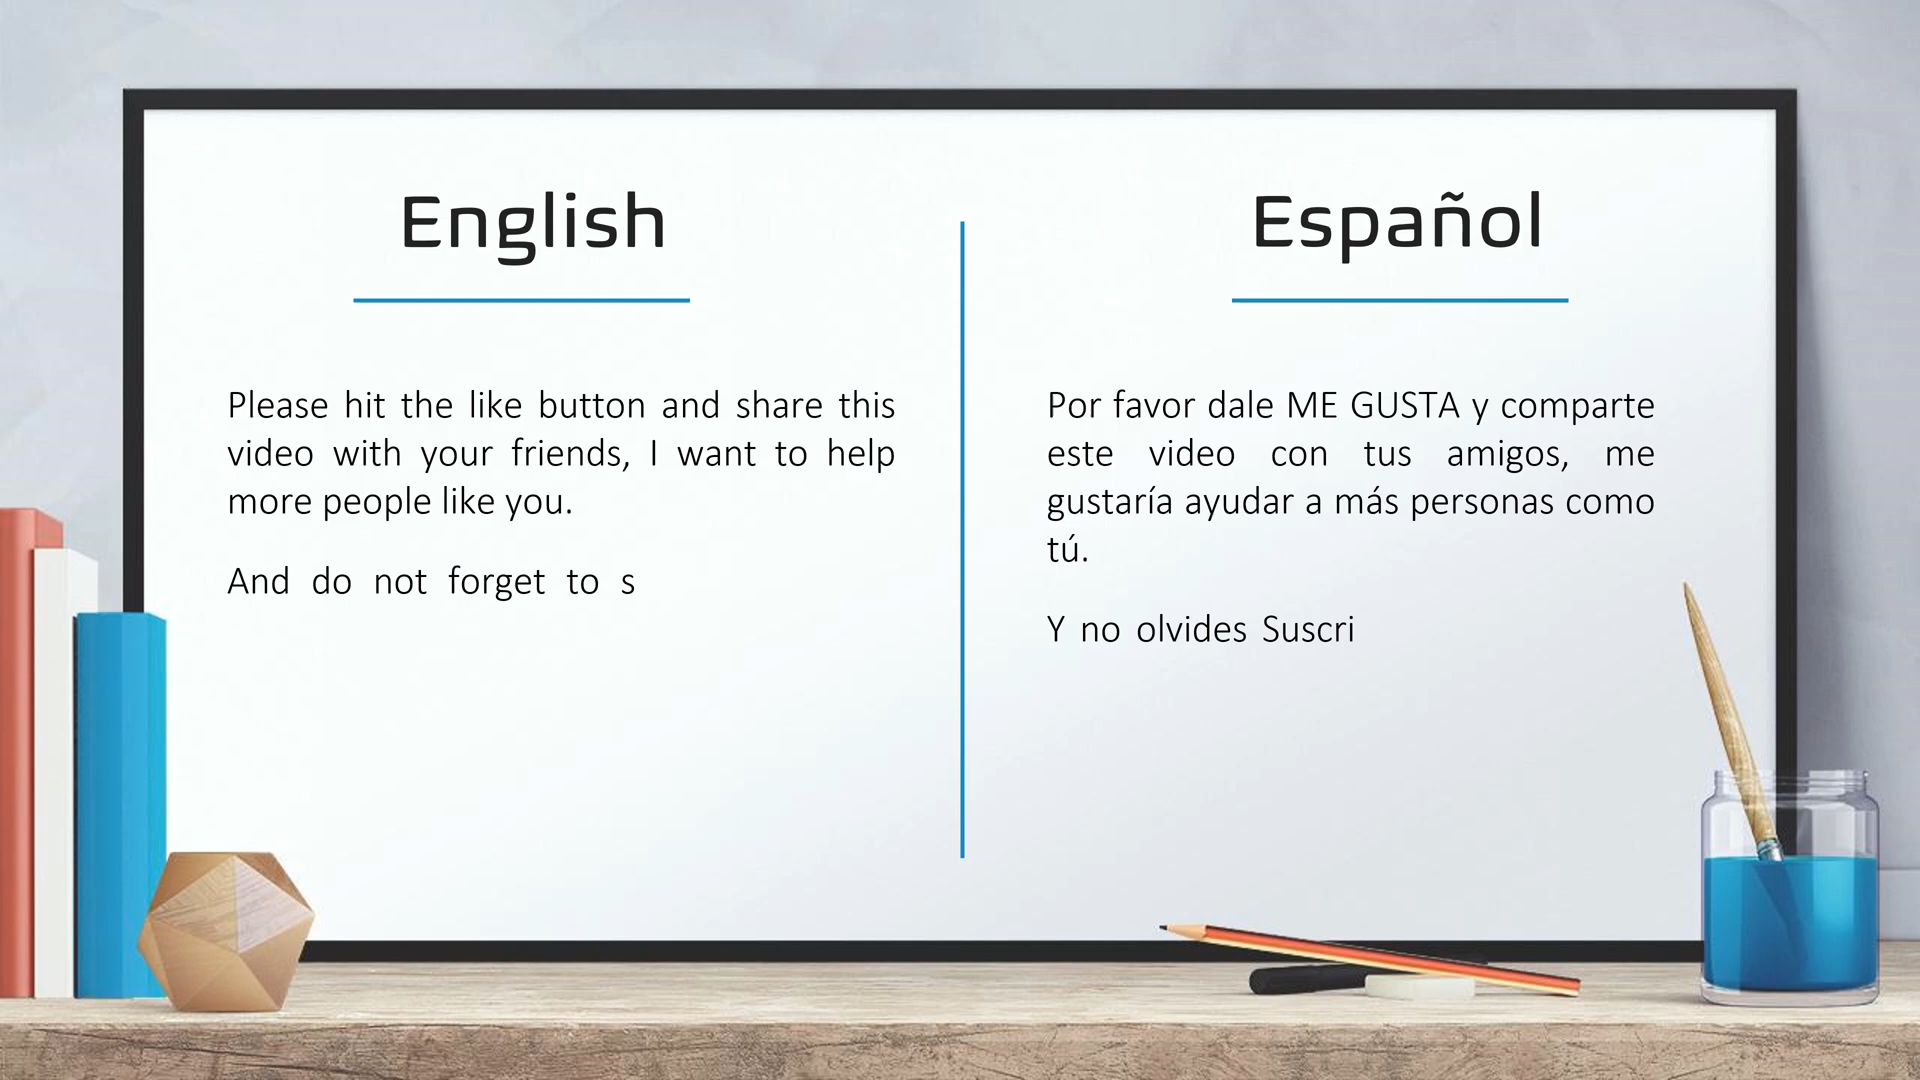 English
Please hit the like button and share this
video with your friends, I want to help
more people like you.
And do not forget to s
Español
Por favor dale ME GUSTA y comparte
este video con tus amigos, me
gustaría ayudar a más personas como
tú.
Y no olvides Suscri